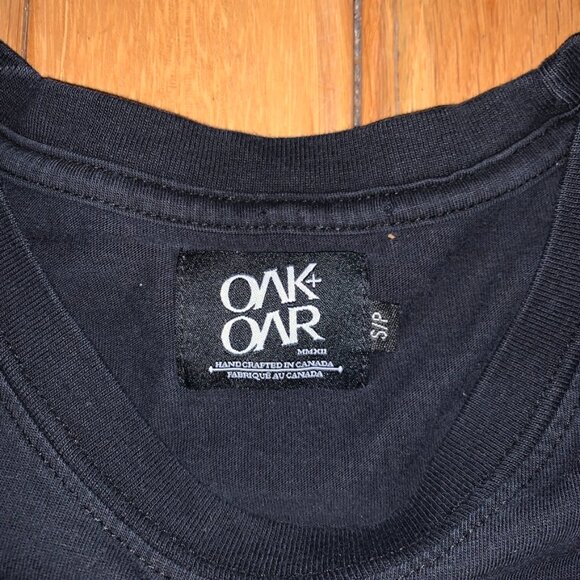 OAK+
OAR
MMXII
HAND CRAFTED IN CANADA
FABRIQUÉ AU CANADA
S/P